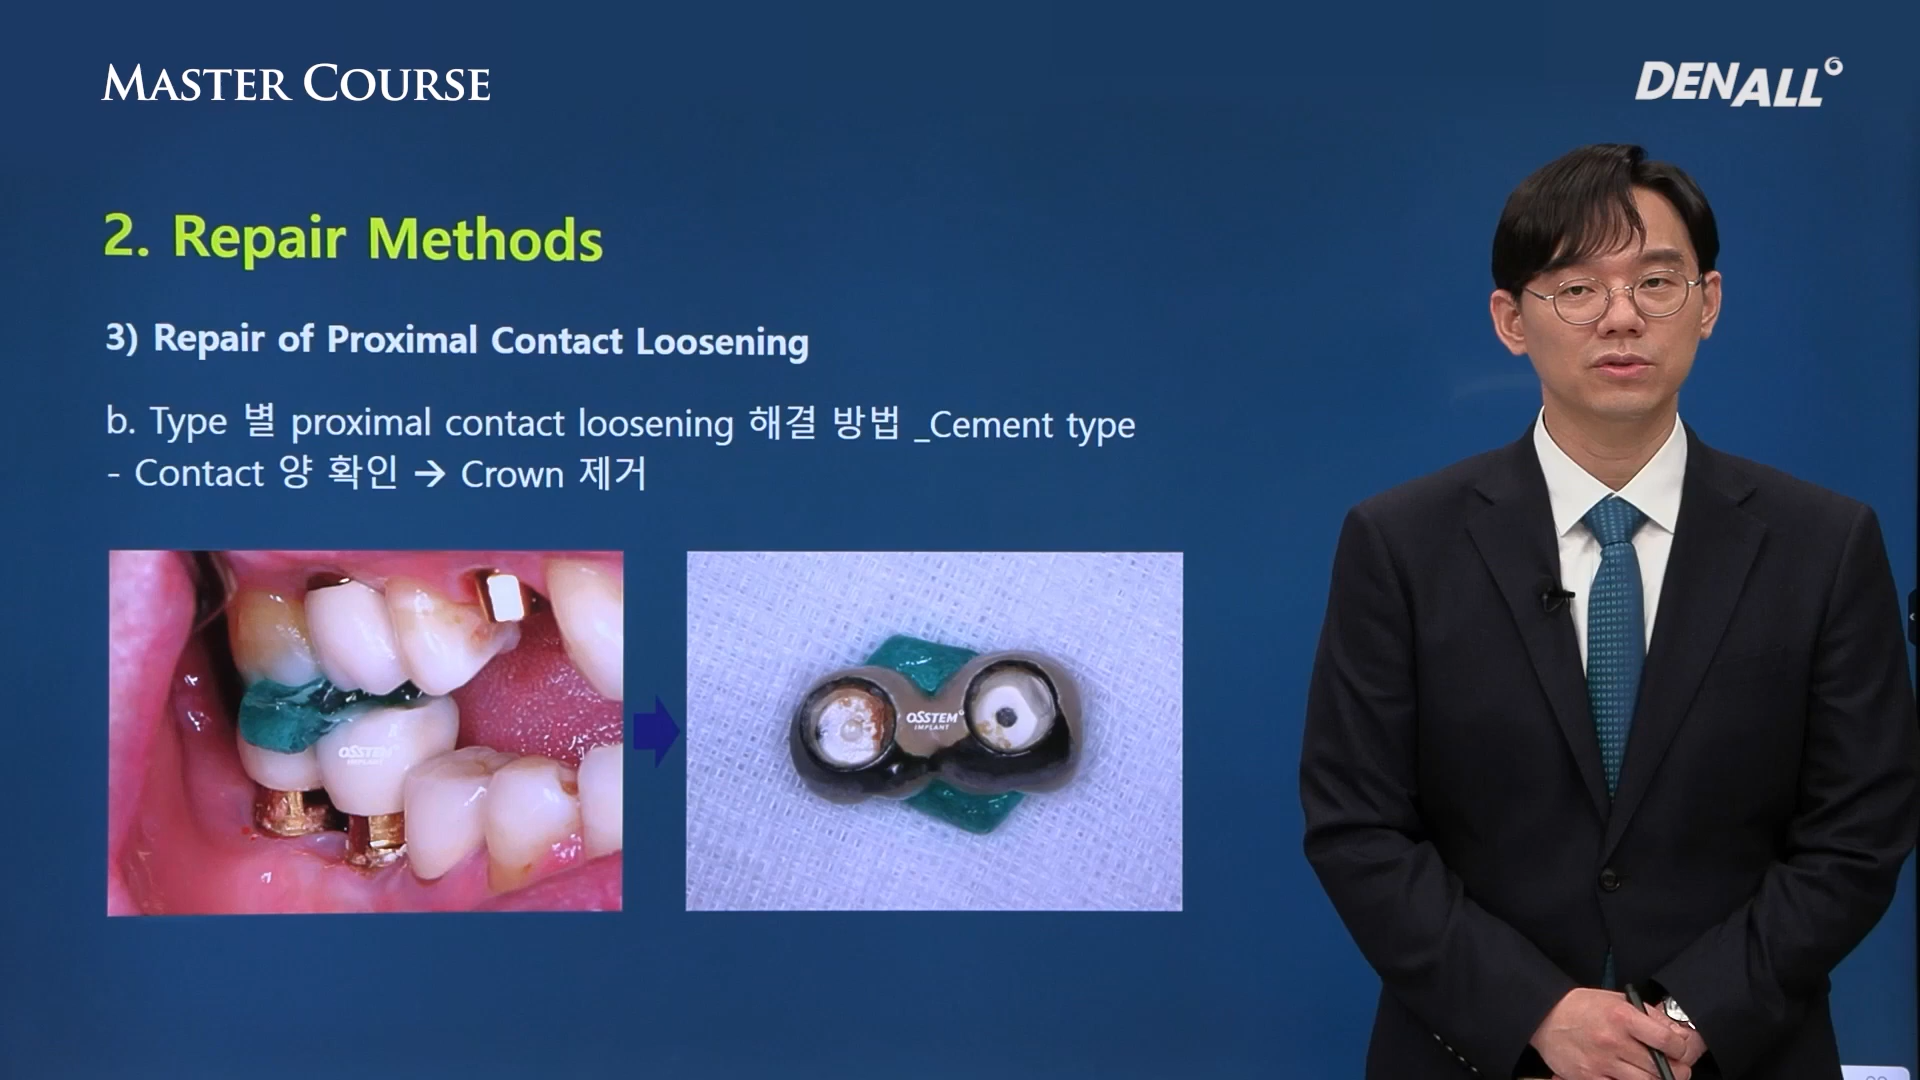 MASTER COURSE
DENALL
2. Repair Methods
3) Repair of Proximal Contact Loosening
b. Type 별 proximal contact loosening 해결 방법 _Cement type
- Contact 양 확인 → Crown 제거
OSSTEM
IMPLANT
OSSTEM
IMPLANT